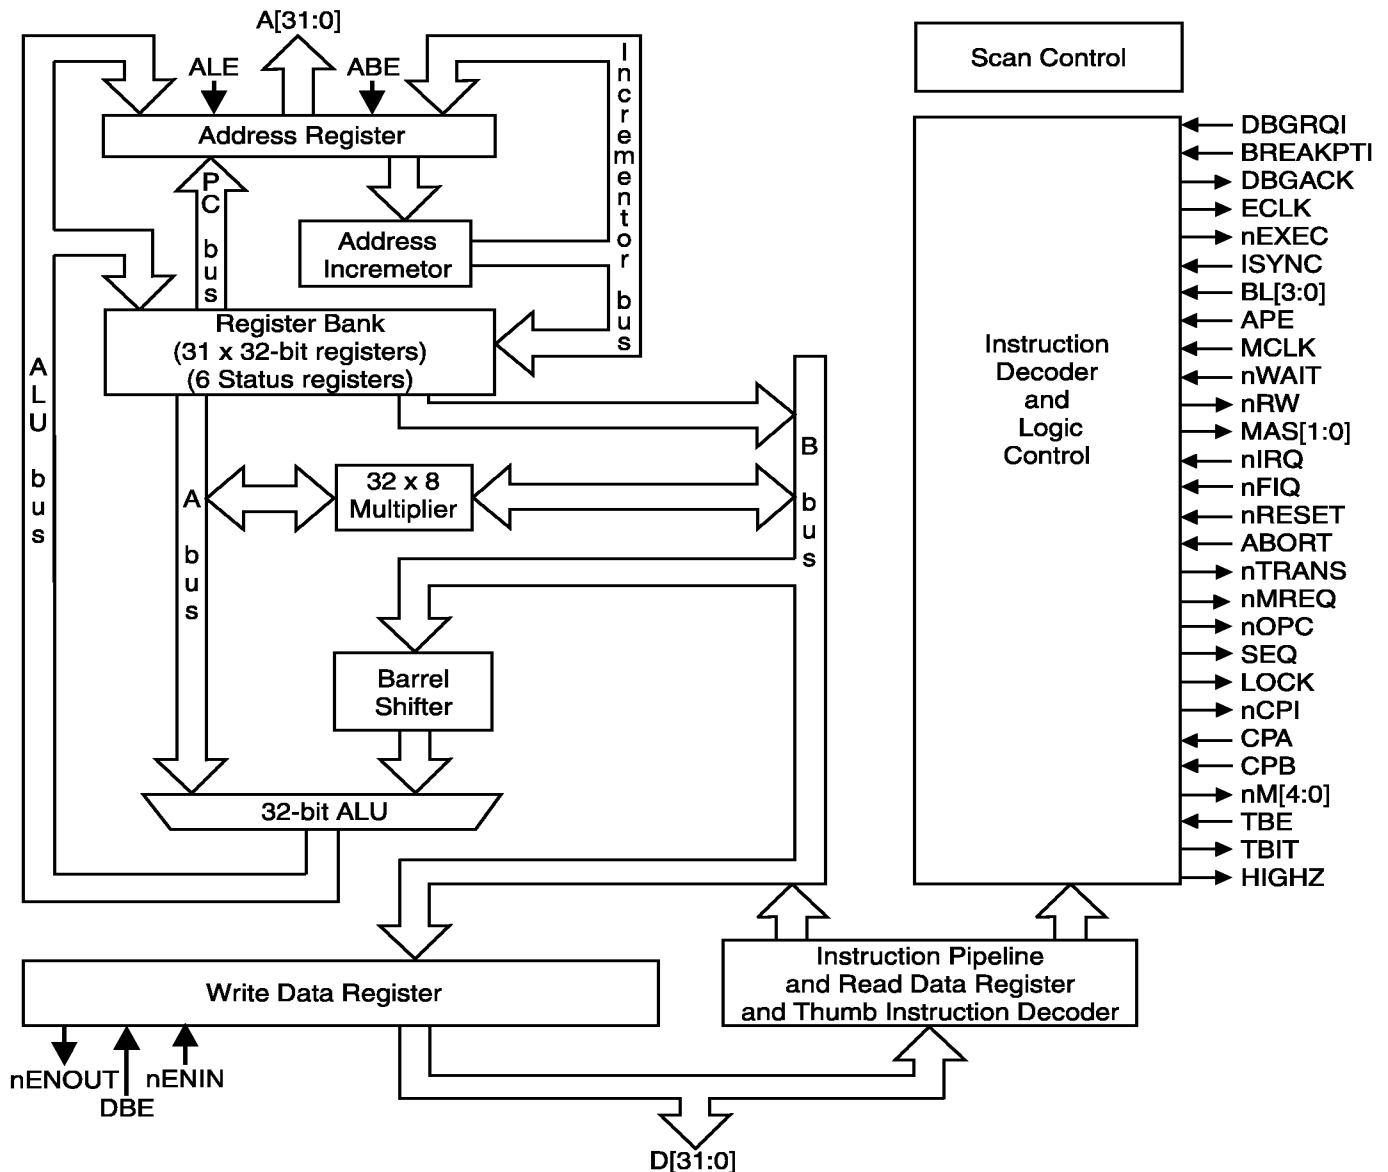 A[31:0]
ALE
ABE
Address Register
Incrementor bus
PC bus
Address
Incremetor
Register Bank
(31 x 32-bit registers)
(6 Status registers)
ALU bus
A bus
32 x 8
Multiplier
B bus
Barrel
Shifter
32-bit ALU
Write Data Register
nENOUT
DBE
nENIN
Instruction Pipeline
and Read Data Register
and Thumb Instruction Decoder
D[31:0]
Scan Control
Instruction
Decoder
and
Logic
Control
DBGRQI
BREAKPTI
DBGACK
ECLK
nEXEC
ISYNC
BL[3:0]
APE
MCLK
nWAIT
nRW
MAS[1:0]
nIRQ
nFIQ
nRESET
ABORT
nTRANS
nMREQ
nOPC
SEQ
LOCK
nCPI
CPA
CPB
nM[4:0]
TBE
TBIT
HIGHZ